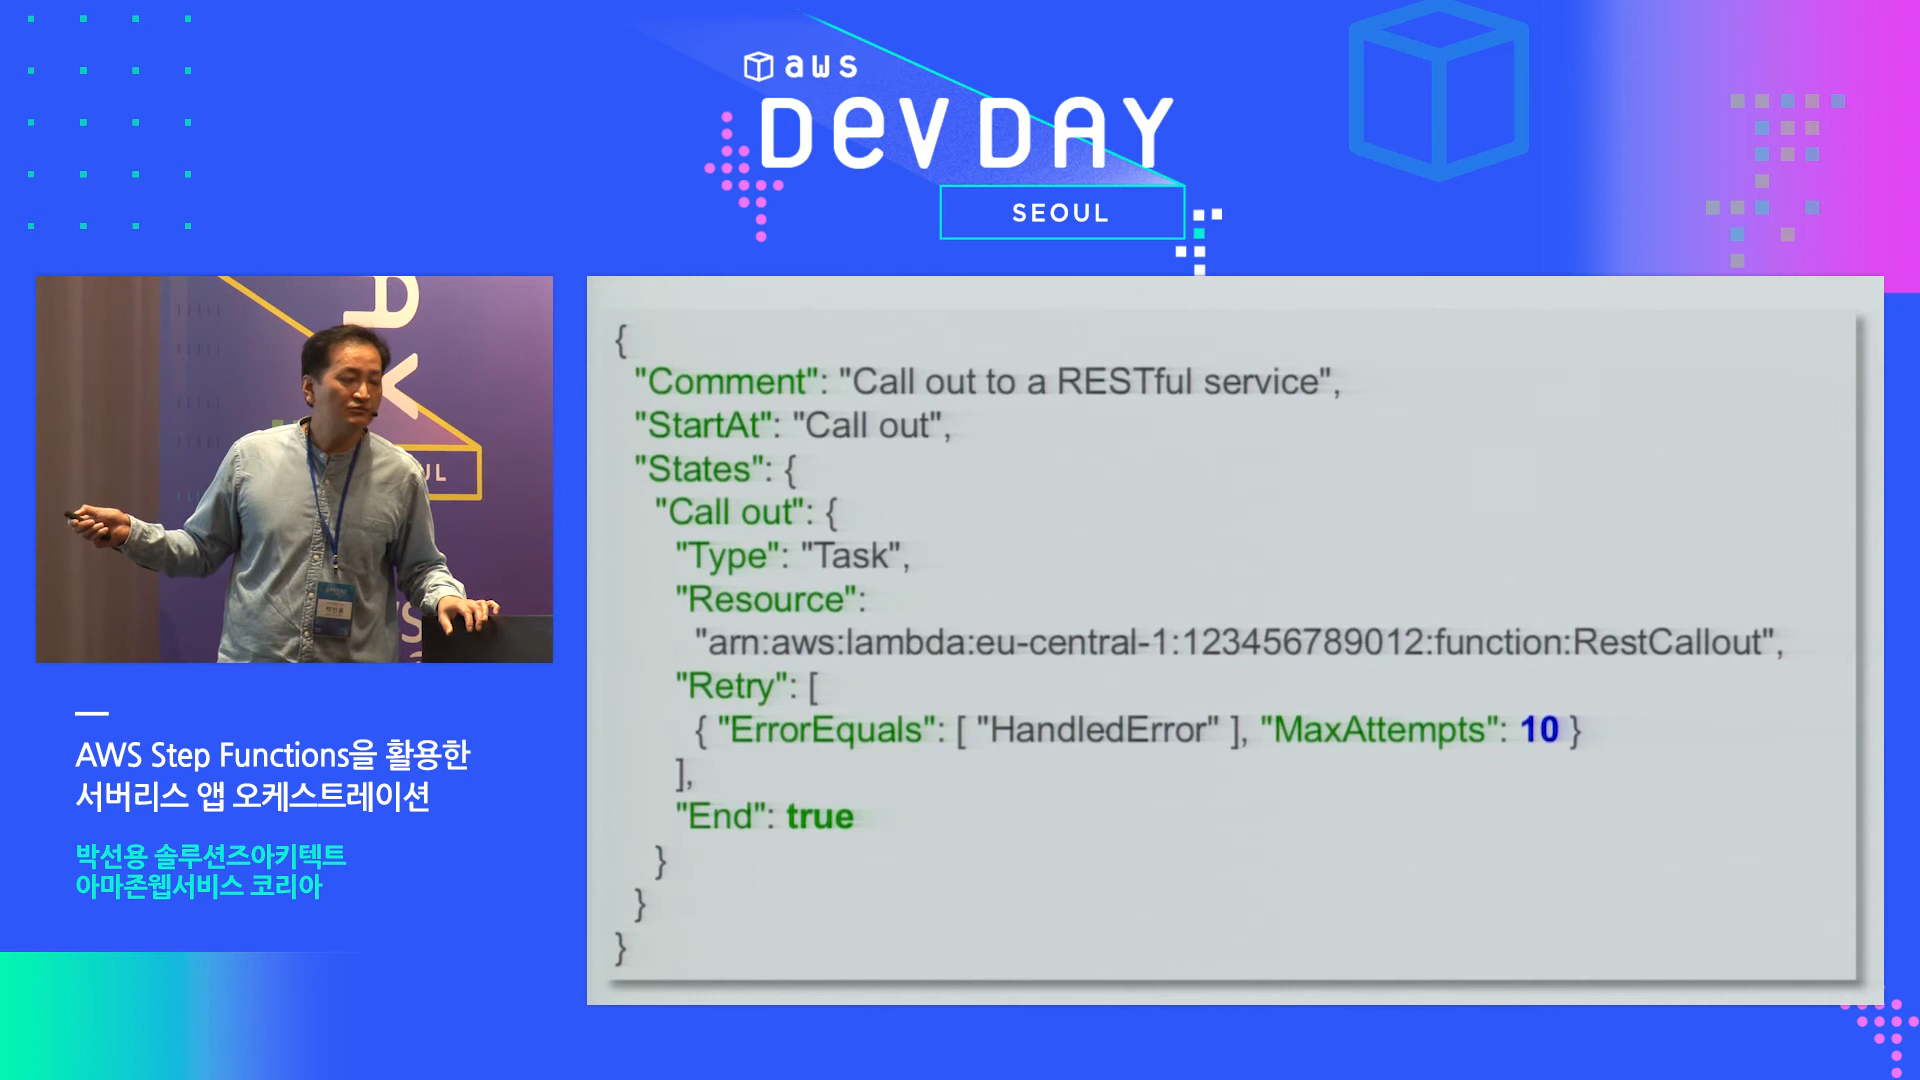 aws
DEV DAY
SEOUL
UL
AWS Step Functions을 활용한
서버리스 앱 오케스트레이션
박선용 솔루션즈아키텍트
아마존웹서비스 코리아
{
"Comment": "Call out to a RESTful service",
"StartAt": "Call out",
"States": {
"Call out": {
"Type": "Task",
"Resource":
"arn:aws:lambda:eu-central-1:123456789012:function:RestCallout",
"Retry": [
{ "ErrorEquals": [ "HandledError" ], "MaxAttempts": 10 }
],
"End": true
}
}
}